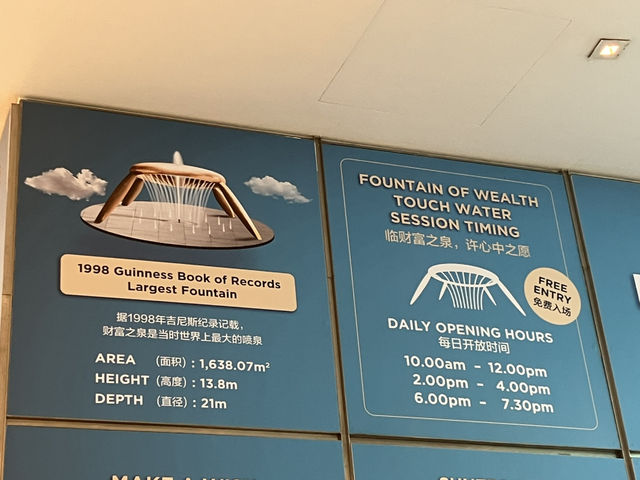 1998 Guinness Book of Records
Largest Fountain
据1998年吉尼斯纪录记载，
财富之泉是当时世界上最大的喷泉
AREA （面积）: 1,638.07m²
HEIGHT （高度）: 13.8m
DEPTH （直径）: 21m
FOUNTAIN OF WEALTH
TOUCH WATER
SESSION TIMING
临财富之泉，许心中之愿
FREE
ENTRY
免费入场
DAILY OPENING HOURS
每日开放时间
10.00am - 12.00pm
2.00pm - 4.00pm
6.00pm - 7.30pm